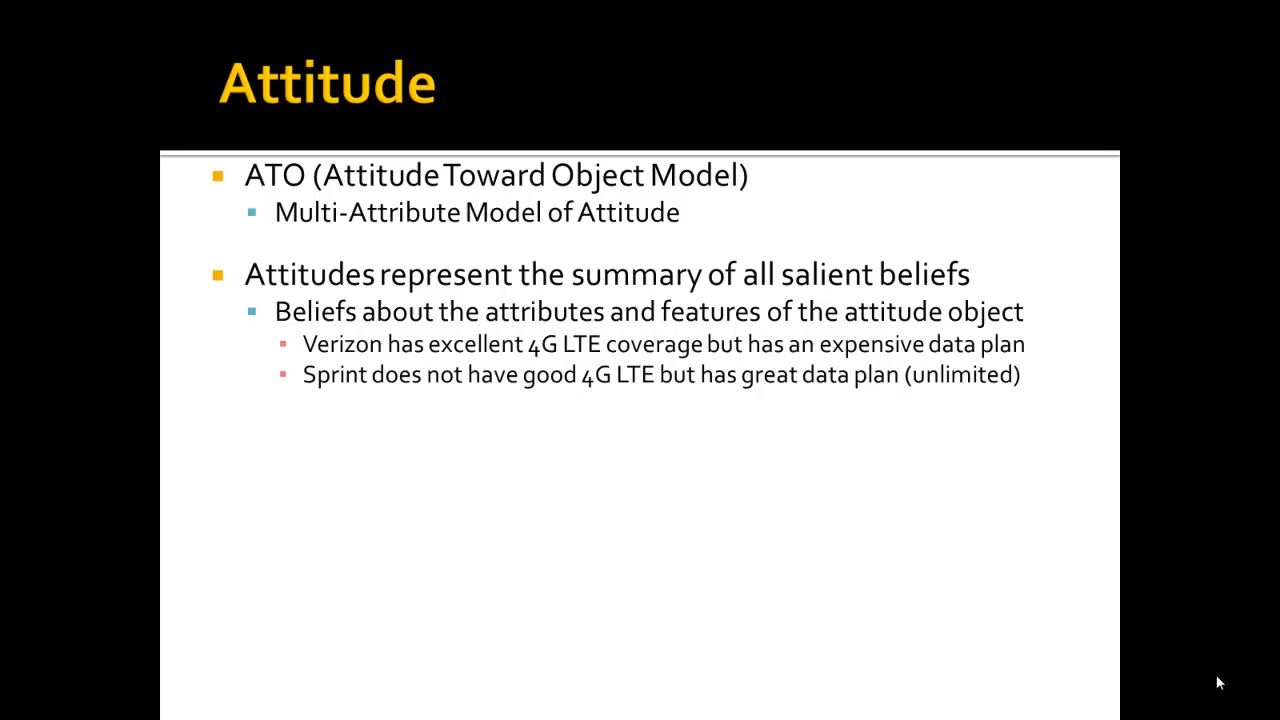 Attitude
ATO (Attitude Toward Object Model)
Multi-Attribute Model of Attitude
Attitudes represent the summary of all salient beliefs
Beliefs about the attributes and features of the attitude object
Verizon has excellent 4G LTE coverage but has an expensive data plan
Sprint does not have good 4G LTE but has great data plan (unlimited)